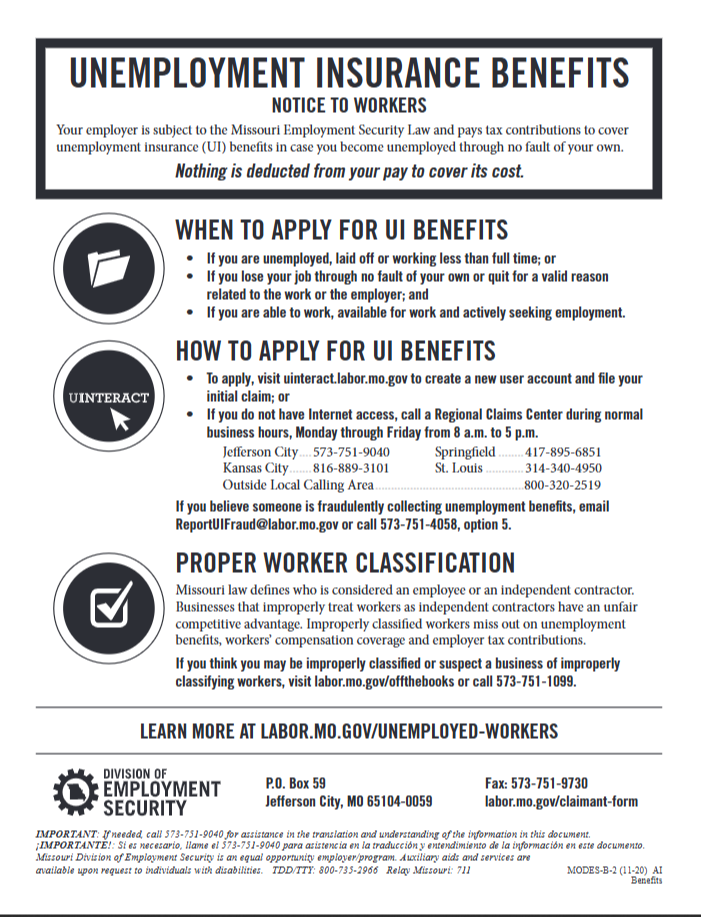 UNEMPLOYMENT INSURANCE BENEFITS
NOTICE TO WORKERS
Your employer is subject to the Missouri Employment Security Law and pays tax contributions to cover
unemployment insurance (UI) benefits in case you become unemployed through no fault of your own.
Nothing is deducted from your pay to cover its cost.
WHEN TO APPLY FOR UI BENEFITS
• If you are unemployed, laid off or working less than full time; or
• If you lose your job through no fault of your own or quit for a valid reason
related to the work or the employer; and
• If you are able to work, available for work and actively seeking employment.
UINTERACT
HOW TO APPLY FOR UI BENEFITS
• To apply, visit uinteract.labor.mo.gov to create a new user account and file your
initial claim; or
• If you do not have Internet access, call a Regional Claims Center during normal
business hours, Monday through Friday from 8 a.m. to 5 p.m.
Jefferson City....573-751-9040 Springfield ........417-895-6851
Kansas City.......816-889-3101 St. Louis ............314-340-4950
Outside Local Calling Area...............................................800-320-2519
If you believe someone is fraudulently collecting unemployment benefits, email
ReportUIFraud@labor.mo.gov or call 573-751-4058, option 5.
PROPER WORKER CLASSIFICATION
Missouri law defines who is considered an employee or an independent contractor.
Businesses that improperly treat workers as independent contractors have an unfair
competitive advantage. Improperly classified workers miss out on unemployment
benefits, workers' compensation coverage and employer tax contributions.
If you think you may be improperly classified or suspect a business of improperly
classifying workers, visit labor.mo.gov/offthebooks or call 573-751-1099.
LEARN MORE AT LABOR.MO.GOV/UNEMPLOYED-WORKERS
DIVISION OF
EMPLOYMENT
SECURITY
P.O. Box 59
Jefferson City, MO 65104-0059
Fax: 573-751-9730
labor.mo.gov/claimant-form
IMPORTANT: If needed, call 573-751-9040 for assistance in the translation and understanding of the information in this document.
¡IMPORTANTE!: Si es necesario, llame el 573-751-9040 para asistencia en la traducción y entendimiento de la información en este documento.
Missouri Division of Employment Security is an equal opportunity employer/program. Auxiliary aids and services are
available upon request to individuals with disabilities. TDD/TTY: 800-735-2966 Relay Missouri: 711
MODES-B-2 (11-20) AI
Benefits